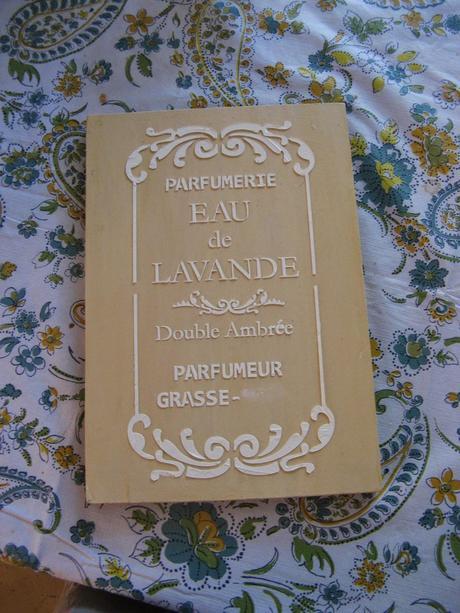 PARFUMERIE
EAU
de
LAVANDE
Double Ambrée
PARFUMEUR
GRASSE-